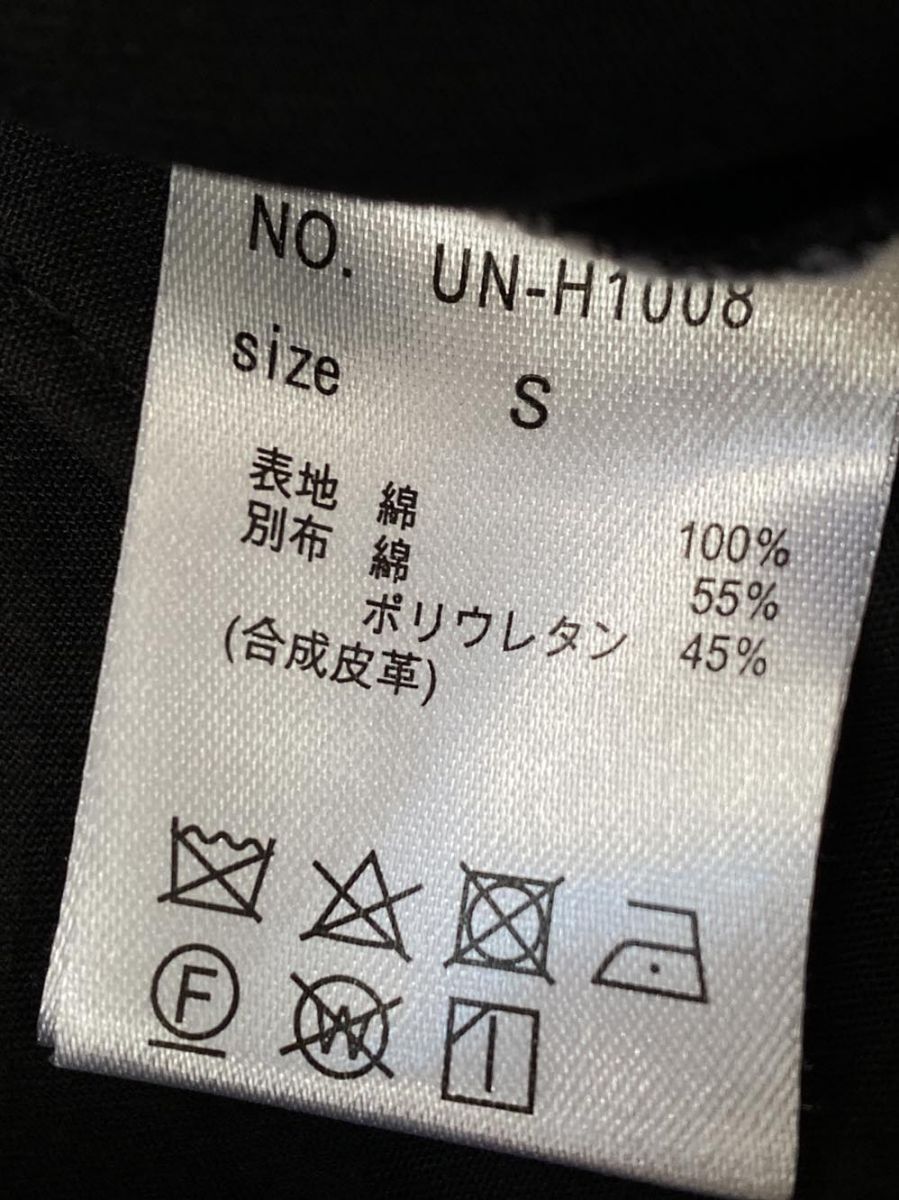 NO. UN-H1008
size S
表地 綿 100%
別布 綿 55%
ポリウレタン 45%
(合成皮革)
F W